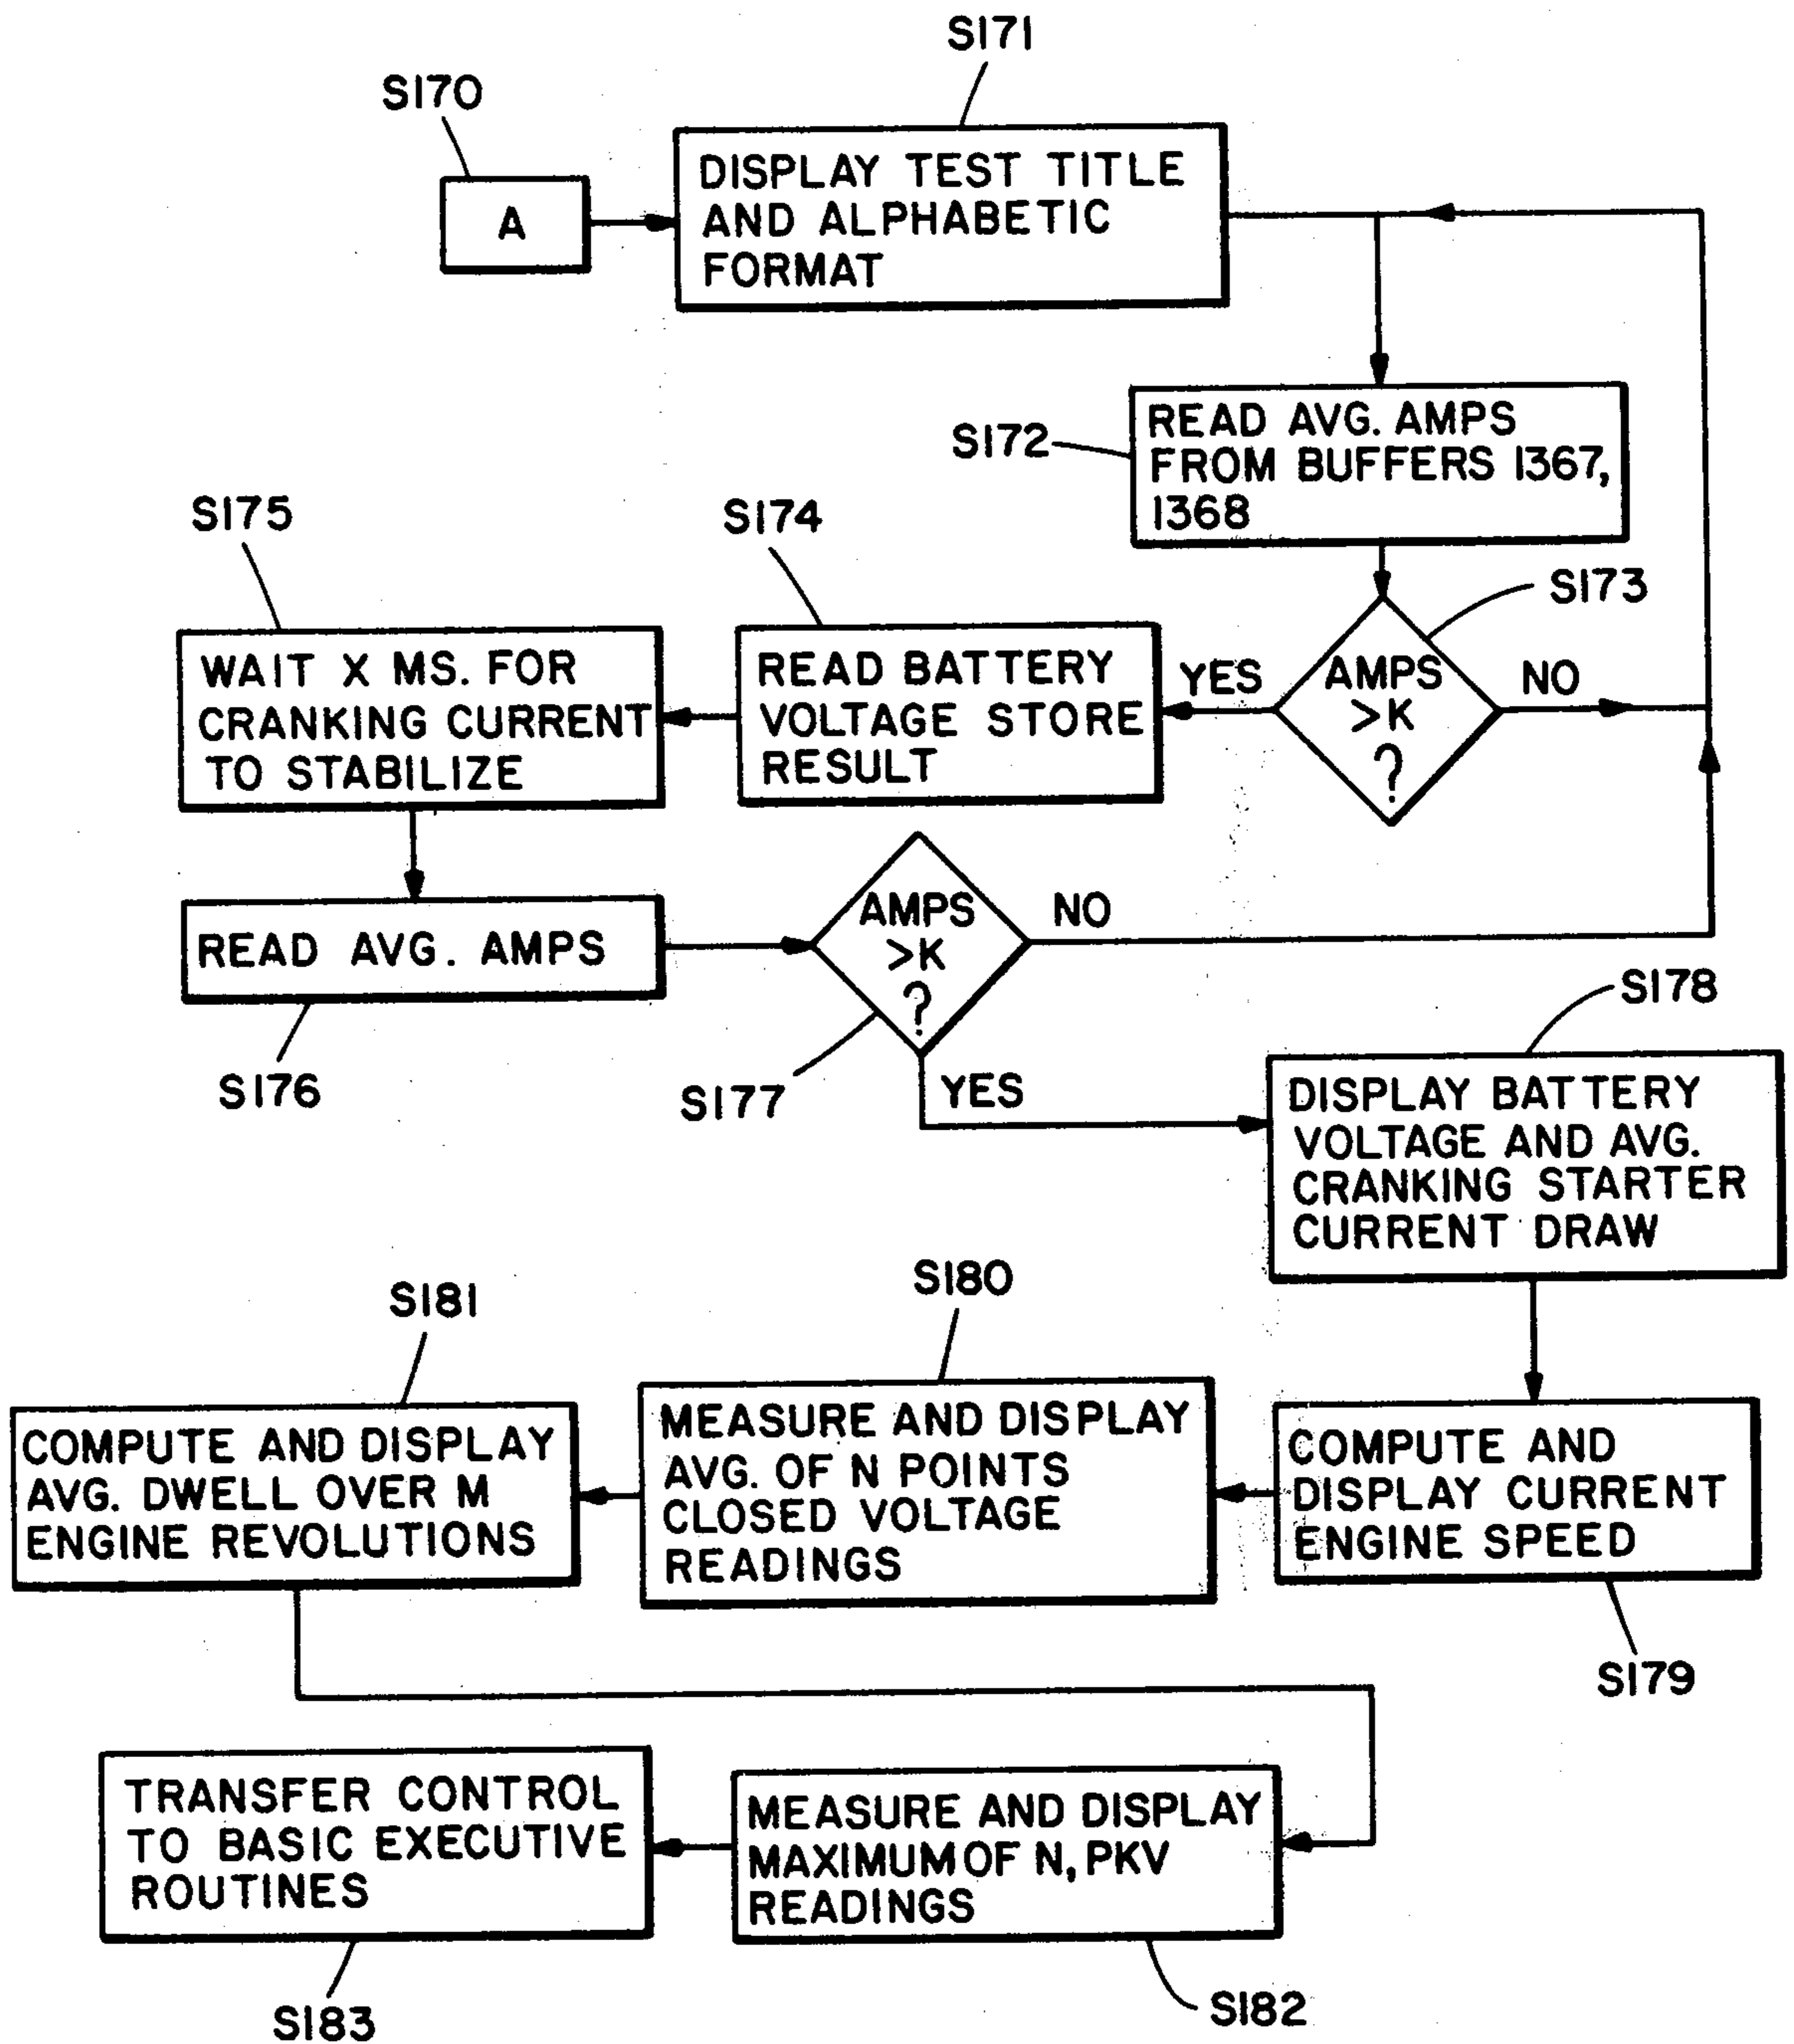 S170
A
S171
DISPLAY TEST TITLE
AND ALPHABETIC
FORMAT
S172
READ AVG. AMPS
FROM BUFFERS 1367,
1368
S173
AMPS
>K
?
YES
NO
S174
READ BATTERY
VOLTAGE STORE
RESULT
S175
WAIT X MS. FOR
CRANKING CURRENT
TO STABILIZE
READ AVG. AMPS
S176
AMPS
>K
?
NO
S177
YES
S178
DISPLAY BATTERY
VOLTAGE AND AVG.
CRANKING STARTER
CURRENT DRAW
COMPUTE AND
DISPLAY CURRENT
ENGINE SPEED
S179
S180
MEASURE AND DISPLAY
AVG. OF N POINTS
CLOSED VOLTAGE
READINGS
S181
COMPUTE AND DISPLAY
AVG. DWELL OVER M
ENGINE REVOLUTIONS
MEASURE AND DISPLAY
MAXIMUM OF N, PKV
READINGS
S182
TRANSFER CONTROL
TO BASIC EXECUTIVE
ROUTINES
S183